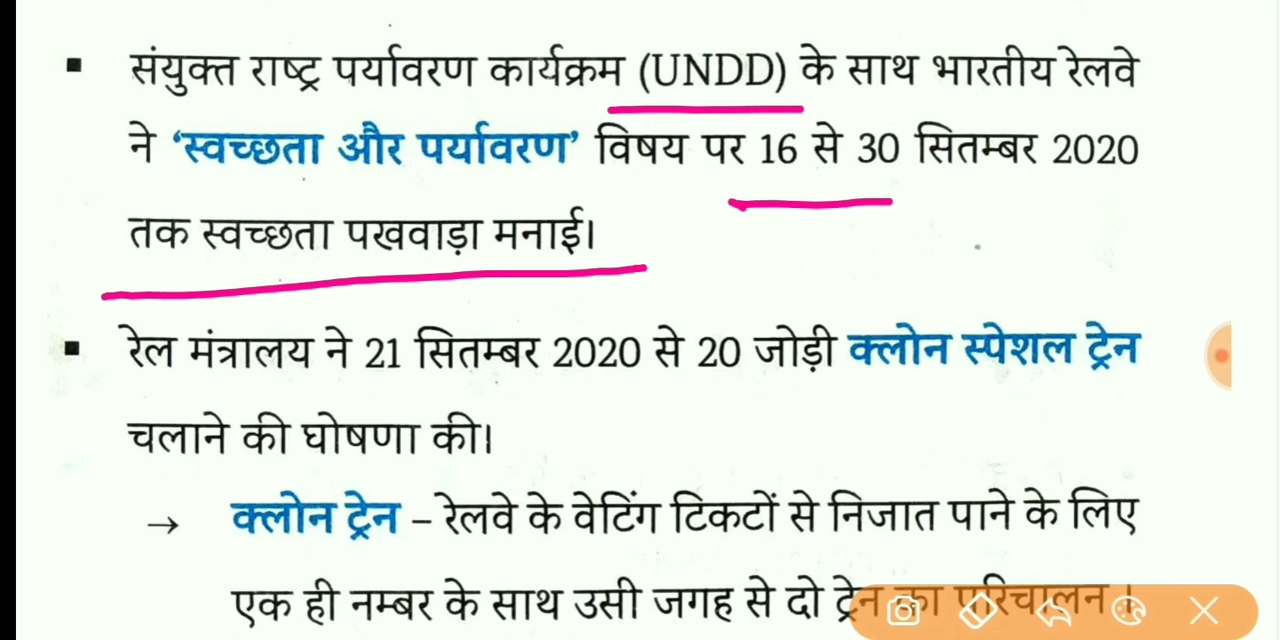 ▪ संयुक्त राष्ट्र पर्यावरण कार्यक्रम (UNDD) के साथ भारतीय रेलवे
ने ‘स्वच्छता और पर्यावरण’ विषय पर 16 से 30 सितम्बर 2020
तक स्वच्छता पखवाड़ा मनाई।
▪ रेल मंत्रालय ने 21 सितम्बर 2020 से 20 जोड़ी क्लोन स्पेशल ट्रेन
चलाने की घोषणा की।
→ क्लोन ट्रेन – रेलवे के वेटिंग टिकटों से निजात पाने के लिए
एक ही नम्बर के साथ उसी जगह से दो ट्रेन का परिचालन।